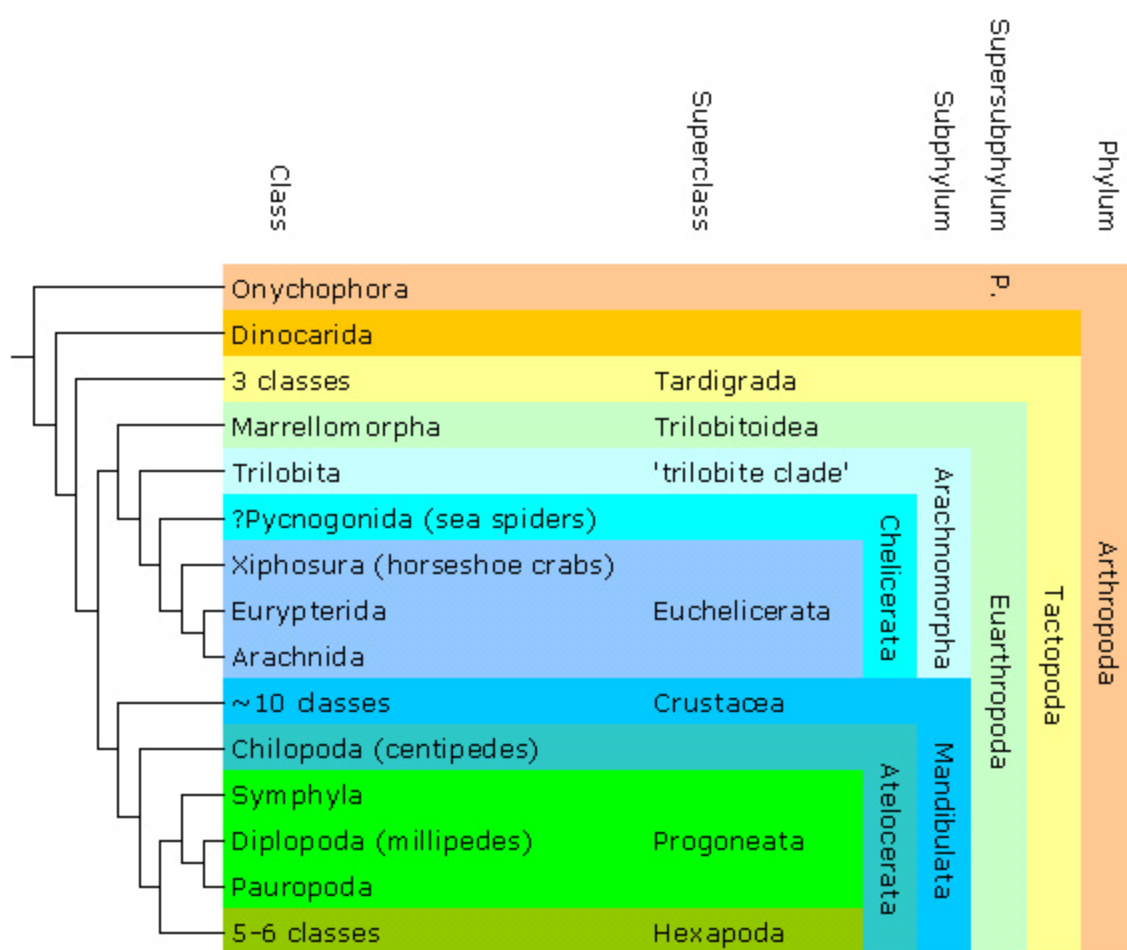 Class
Superclass
Subphylum
Supersubphylum
Phylum
Onychophora
P.
Dinocarida
3 classes Tardigrada
Marrellomorpha Trilobitoidea
Trilobita 'trilobite clade'
?Pycnogonida (sea spiders)
Xiphosura (horseshoe crabs)
Eurypterida Euchelicerata
Arachnida
~10 classes Crustacea
Chilopoda (centipedes)
Symphyla
Diplopoda (millipedes) Progoneata
Pauropoda
5-6 classes Hexapoda
Chelicerata
Atelocerata
Arachnomorpha
Mandibulata
Euarthropoda
Tactopoda
Arthropoda